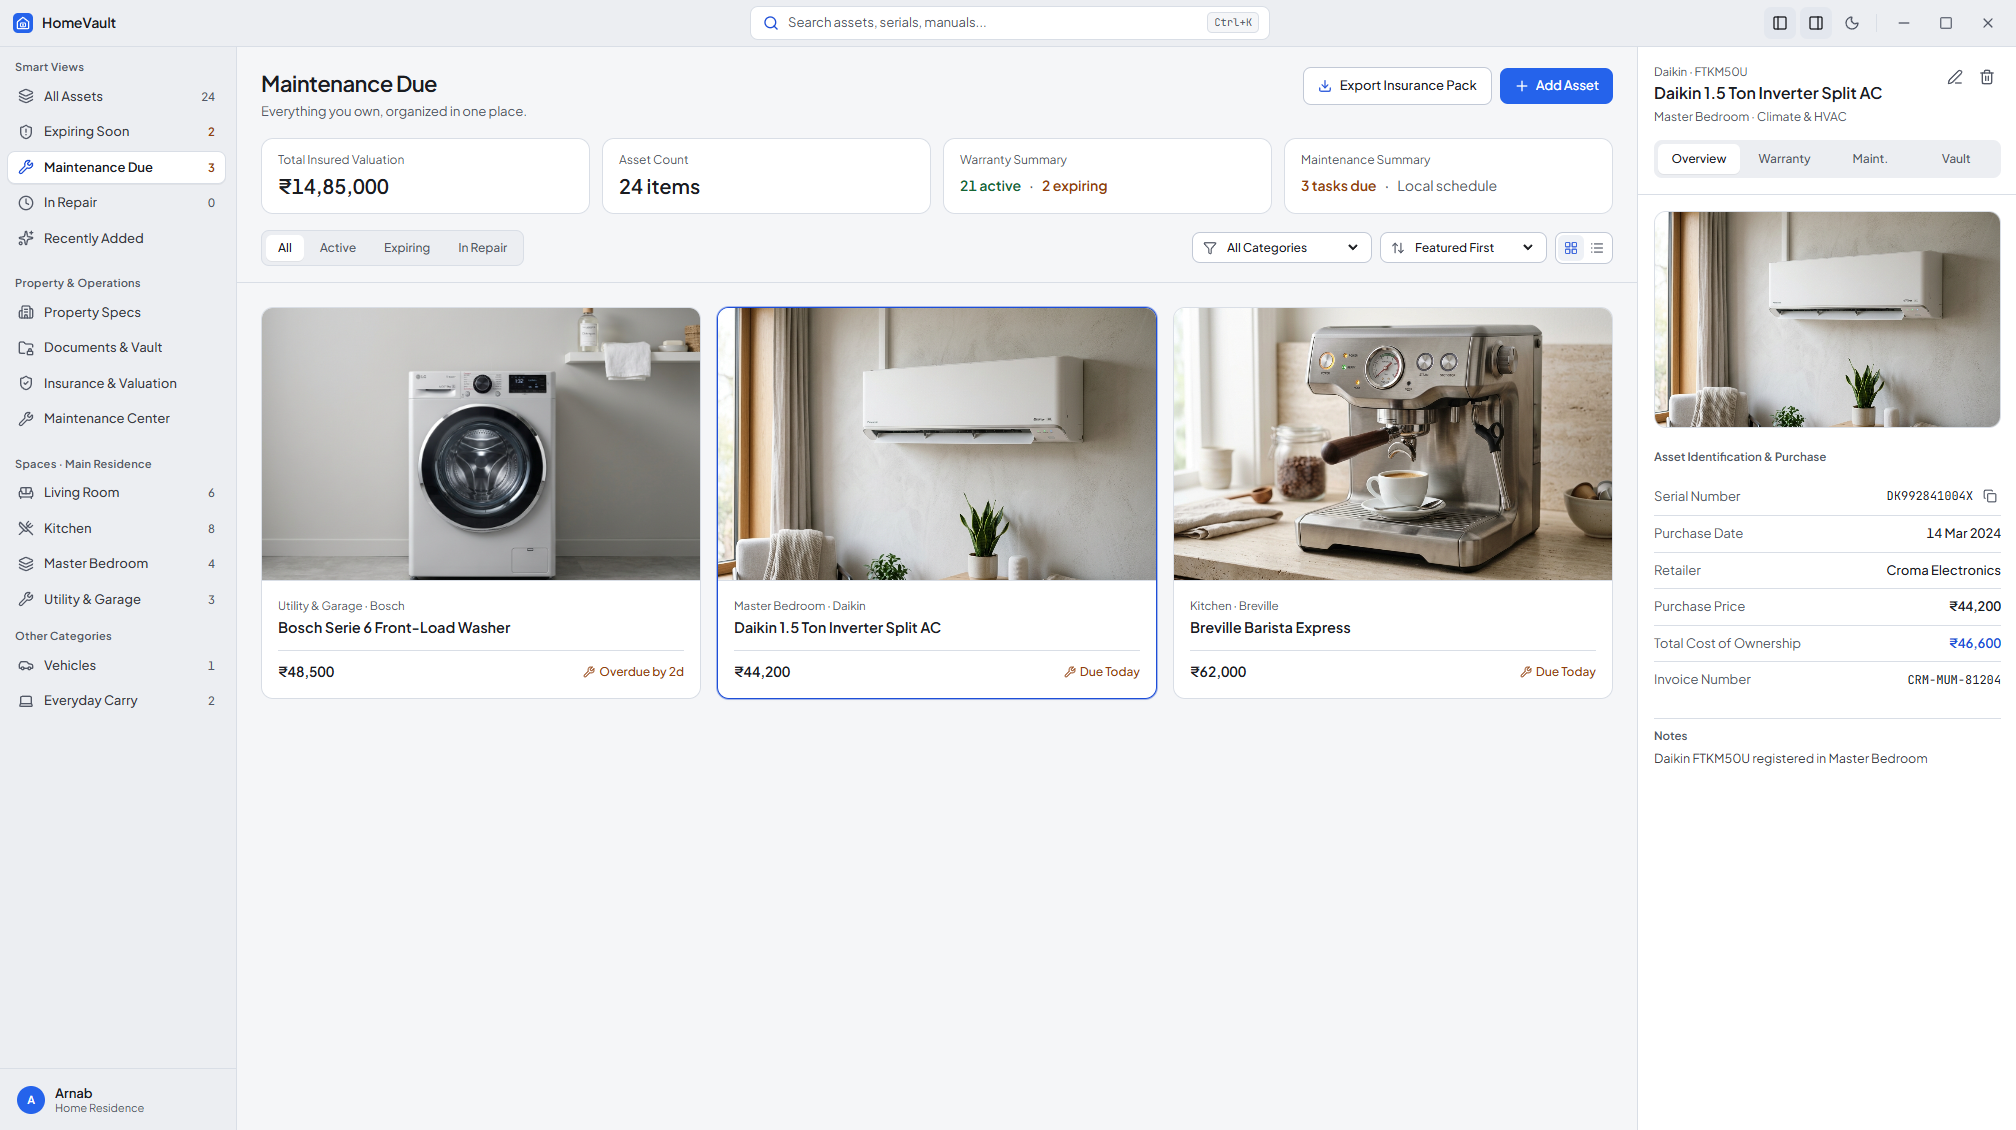 HomeVault
Search assets, serials, manuals...
Ctrl+K
Smart Views
All Assets 24
Expiring Soon 2
Maintenance Due 3
In Repair 0
Recently Added
Property & Operations
Property Specs
Documents & Vault
Insurance & Valuation
Maintenance Center
Spaces · Main Residence
Living Room 6
Kitchen 8
Master Bedroom 4
Utility & Garage 3
Other Categories
Vehicles 1
Everyday Carry 2
A
Arnab
Home Residence
Maintenance Due
Everything you own, organized in one place.
Export Insurance Pack
Add Asset
Total Insured Valuation
₹14,85,000
Asset Count
24 items
Warranty Summary
21 active · 2 expiring
Maintenance Summary
3 tasks due · Local schedule
All Active Expiring In Repair
All Categories
Featured First
LG
Utility & Garage · Bosch
Bosch Serie 6 Front-Load Washer
₹48,500 Overdue by 2d
Master Bedroom · Daikin
Daikin 1.5 Ton Inverter Split AC
₹44,200 Due Today
Kitchen · Breville
Breville Barista Express
₹62,000 Due Today
Daikin · FTKM50U
Daikin 1.5 Ton Inverter Split AC
Master Bedroom · Climate & HVAC
Overview Warranty Maint. Vault
Asset Identification & Purchase
Serial Number DK992841004X
Purchase Date 14 Mar 2024
Retailer Croma Electronics
Purchase Price ₹44,200
Total Cost of Ownership ₹46,600
Invoice Number CRM-MUM-81204
Notes
Daikin FTKM50U registered in Master Bedroom